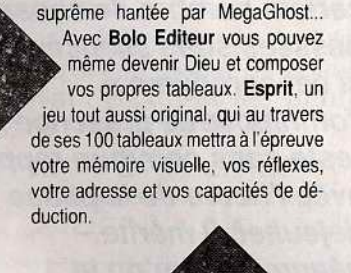 suprême hantée par MegaGhost...
Avec Bolo Editeur vous pouvez
même devenir Dieu et composer
vos propres tableaux. Esprit, un
jeu tout aussi original, qui au travers
de ses 100 tableaux mettra à l'épreuve
votre mémoire visuelle, vos réflexes,
votre adresse et vos capacités de dé-
duction.